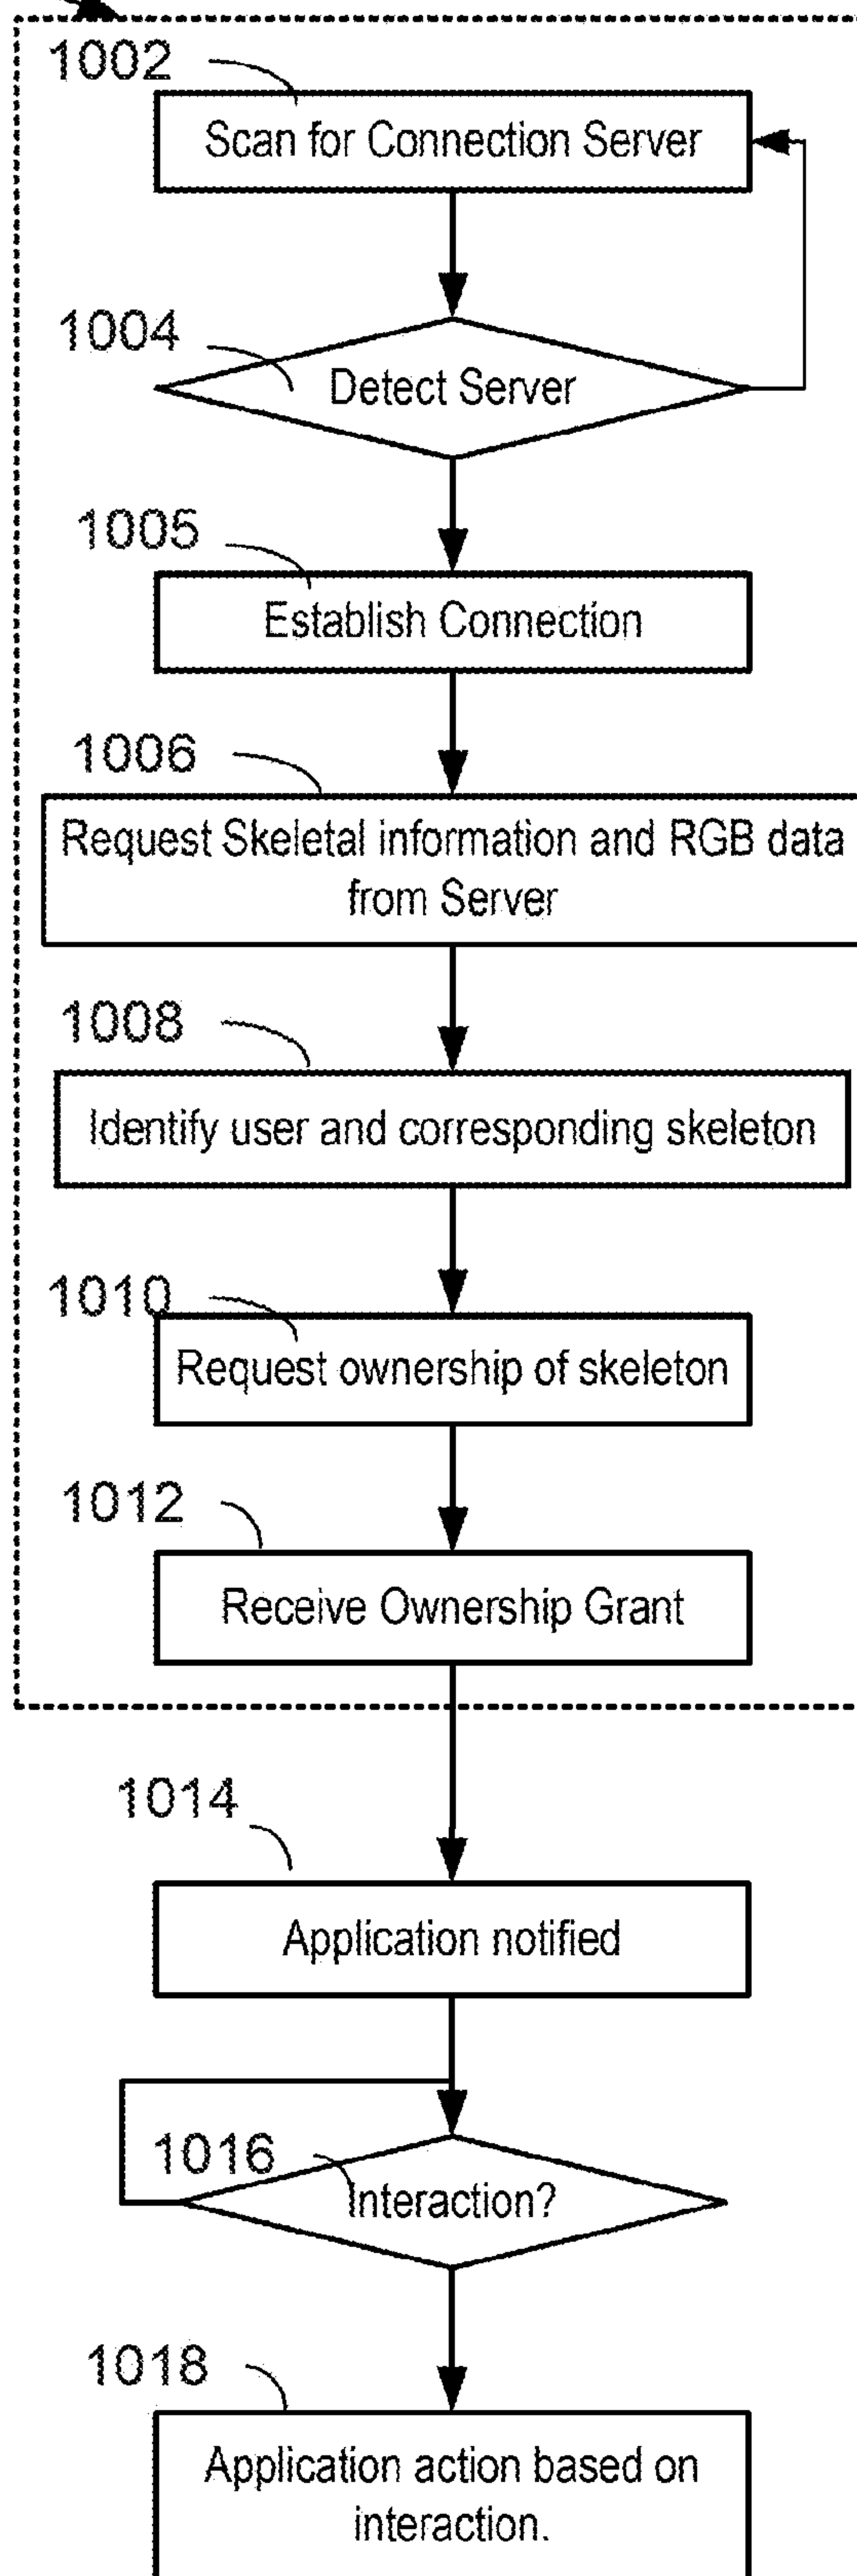 1002
Scan for Connection Server
1004
Detect Server
1005
Establish Connection
1006
Request Skeletal information and RGB data
from Server
1008
Identify user and corresponding skeleton
1010
Request ownership of skeleton
1012
Receive Ownership Grant
1014
Application notified
1016
Interaction?
1018
Application action based on
interaction.